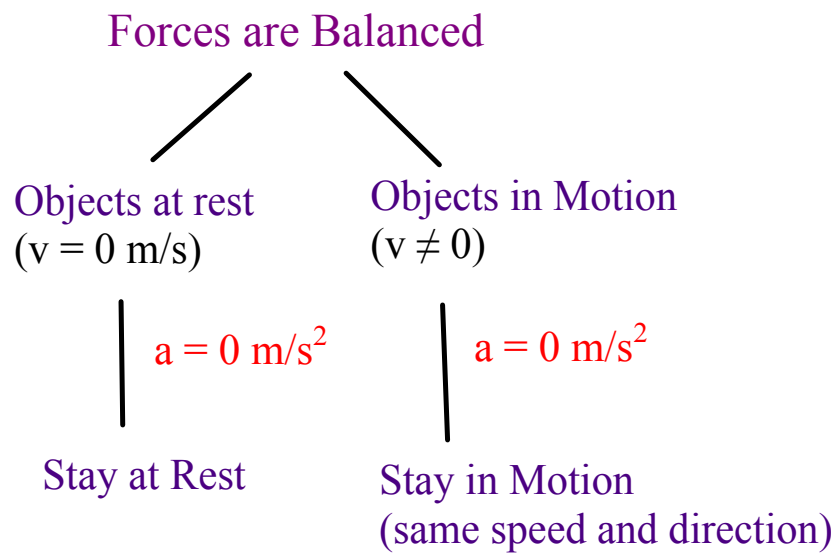 Forces are Balanced
Objects at rest
(v = 0 m/s)
Objects in Motion
(v ≠ 0)
a = 0 m/s²
a = 0 m/s²
Stay at Rest
Stay in Motion
(same speed and direction)